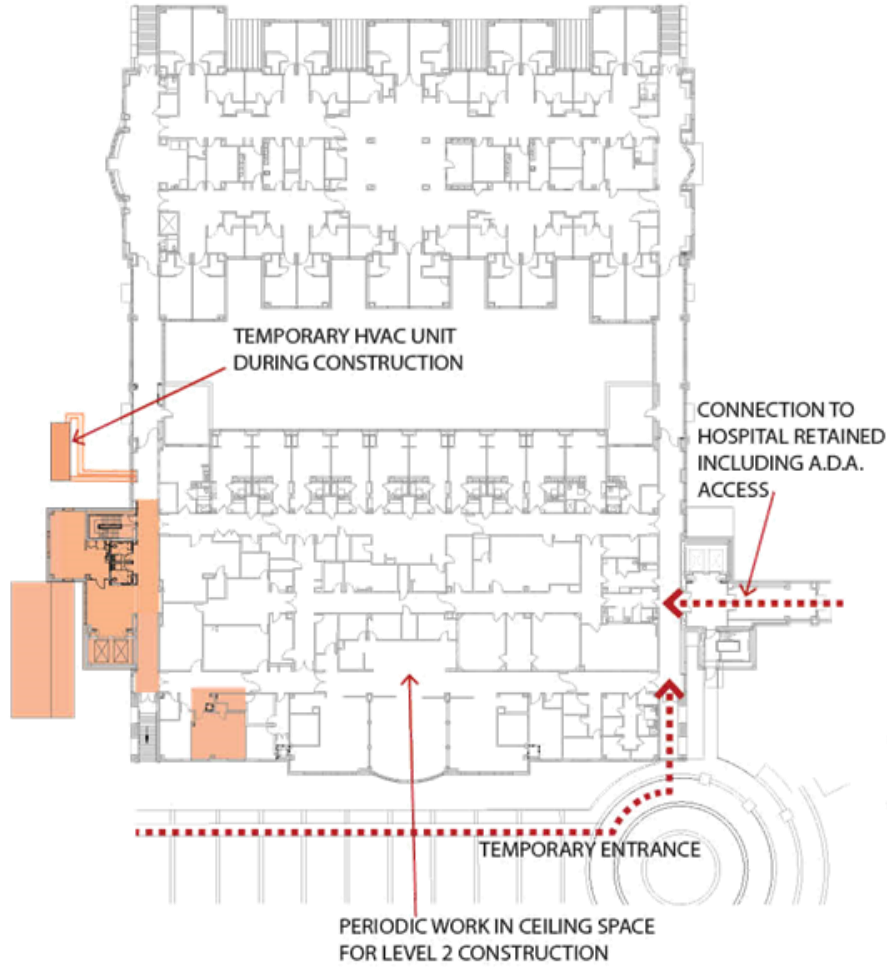 TEMPORARY HVAC UNIT
DURING CONSTRUCTION
CONNECTION TO
HOSPITAL RETAINED
INCLUDING A.D.A.
ACCESS
TEMPORARY ENTRANCE
PERIODIC WORK IN CEILING SPACE
FOR LEVEL 2 CONSTRUCTION